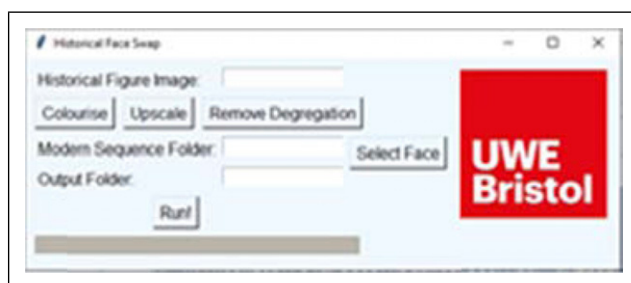 Historical Face Swap
Historical Figure Image:
Colourise Upscale Remove Degregation
Modern Sequence Folder: Select Face
Output Folder:
Run!
UWE
Bristol